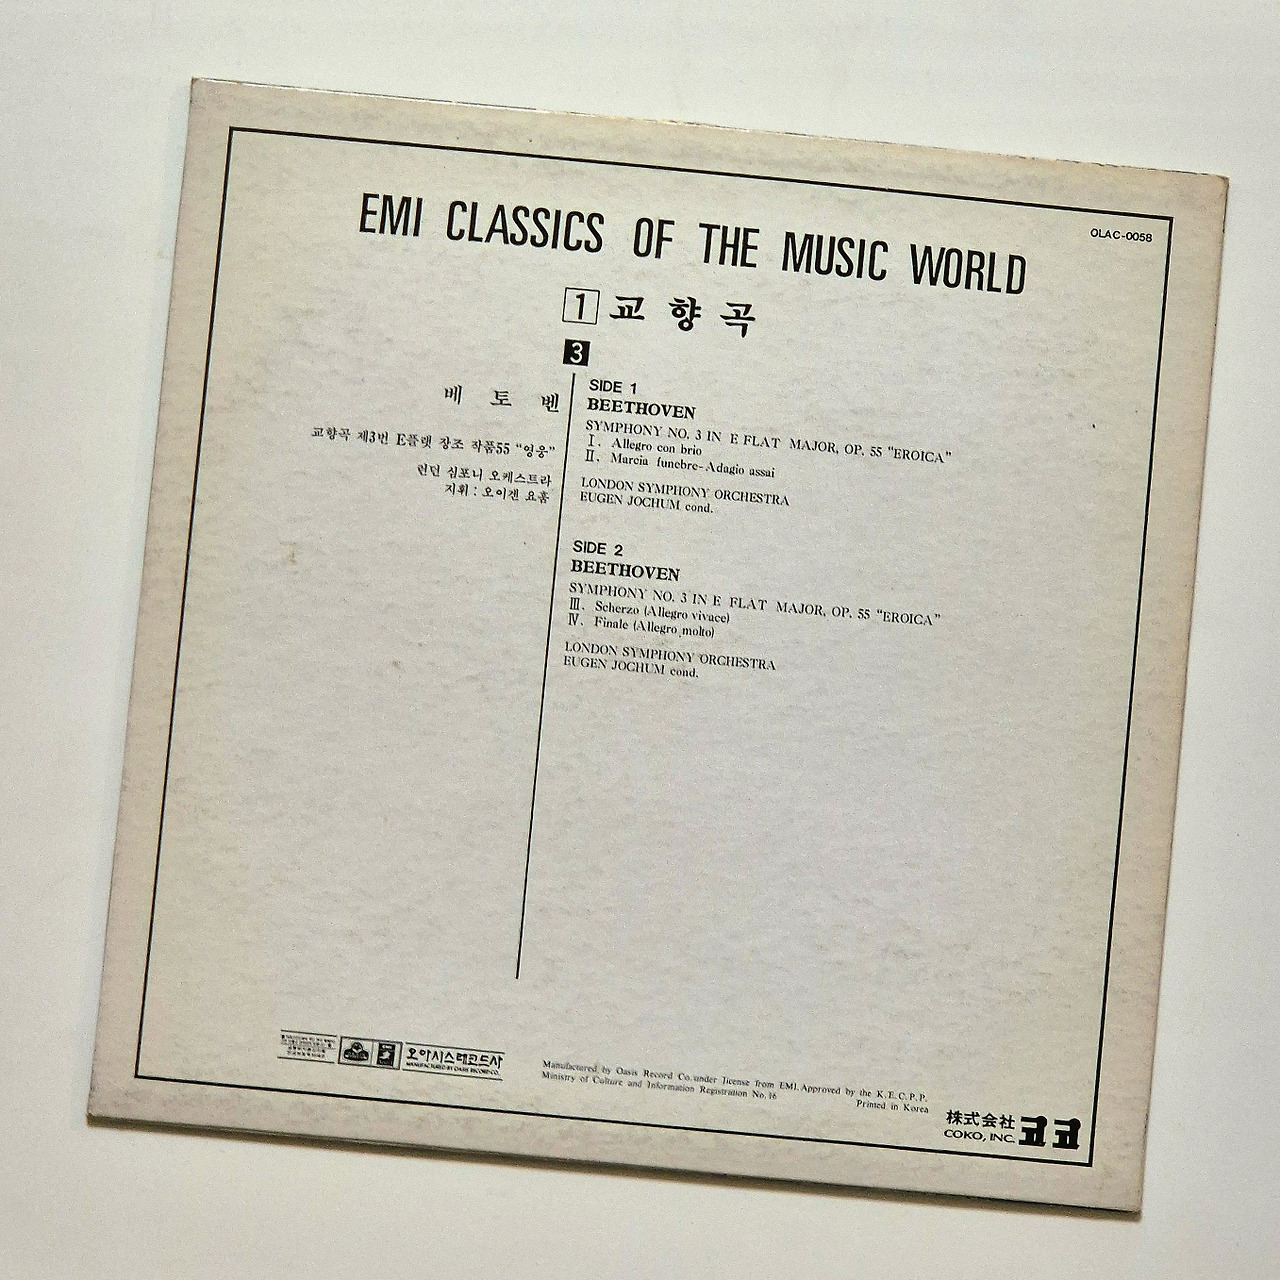 OLAC-0058
EMI CLASSICS OF THE MUSIC WORLD
1 교향곡
3
베토벤
교향곡 제3번 E플랫 장조 작품55 "영웅"
런던 심포니 오케스트라
지휘 : 오이겐 요훔
SIDE 1
BEETHOVEN
SYMPHONY NO. 3 IN E FLAT MAJOR, OP. 55 "EROICA"
Ⅰ. Allegro con brio
Ⅱ. Marcia funebre-Adagio assai
LONDON SYMPHONY ORCHESTRA
EUGEN JOCHUM cond.
SIDE 2
BEETHOVEN
SYMPHONY NO. 3 IN E FLAT MAJOR, OP. 55 "EROICA"
Ⅲ. Scherzo (Allegro vivace)
Ⅳ. Finale (Allegro molto)
LONDON SYMPHONY ORCHESTRA
EUGEN JOCHUM cond.
오아시스레코드사
MANUFACTURED BY OASIS RECORD CO.
Manufactured by Oasis Record Co. under license from EMI. Approved by the K.E.C.P.P.
Ministry of Culture and Information Registration No. 16
Printed in Korea
株式会社 코코
COKO, INC.